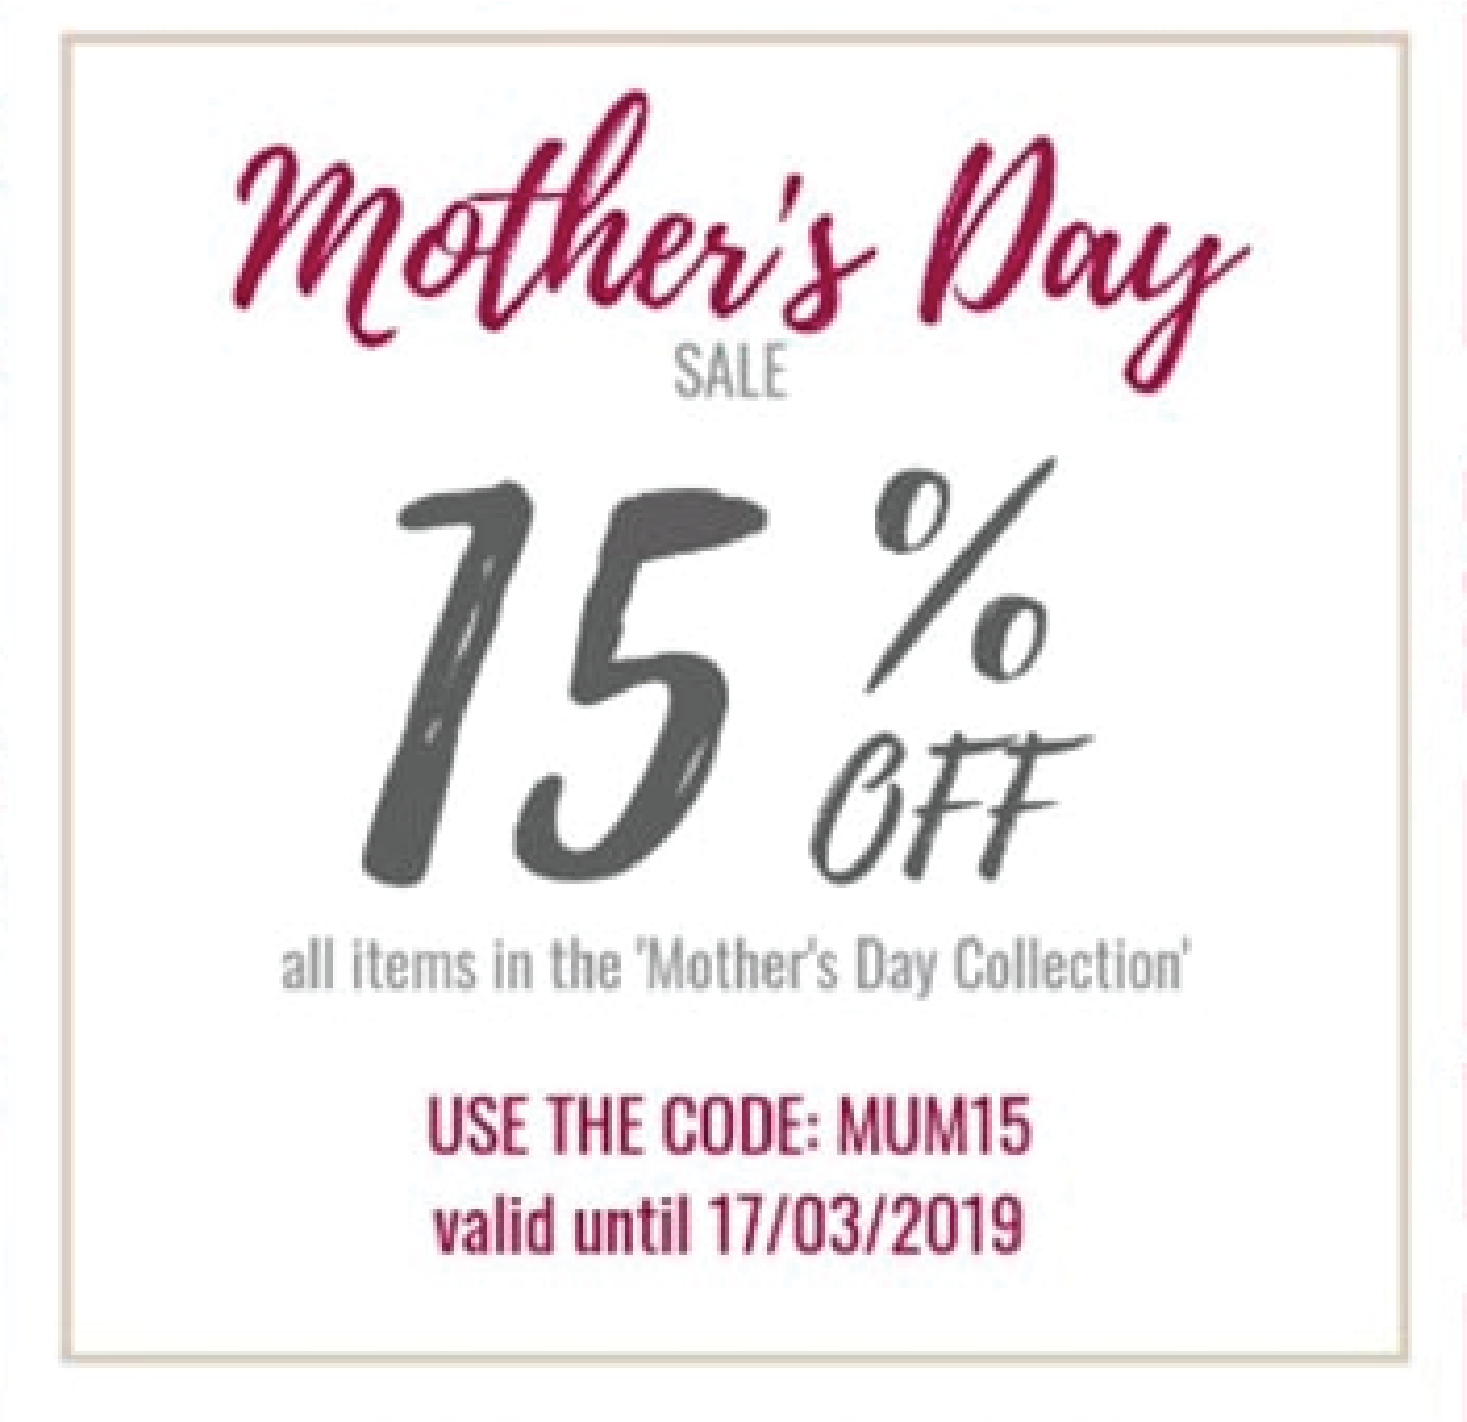 Mother's Day
SALE
15%
OFF
all items in the 'Mother's Day Collection'
USE THE CODE: MUM15
valid until 17/03/2019